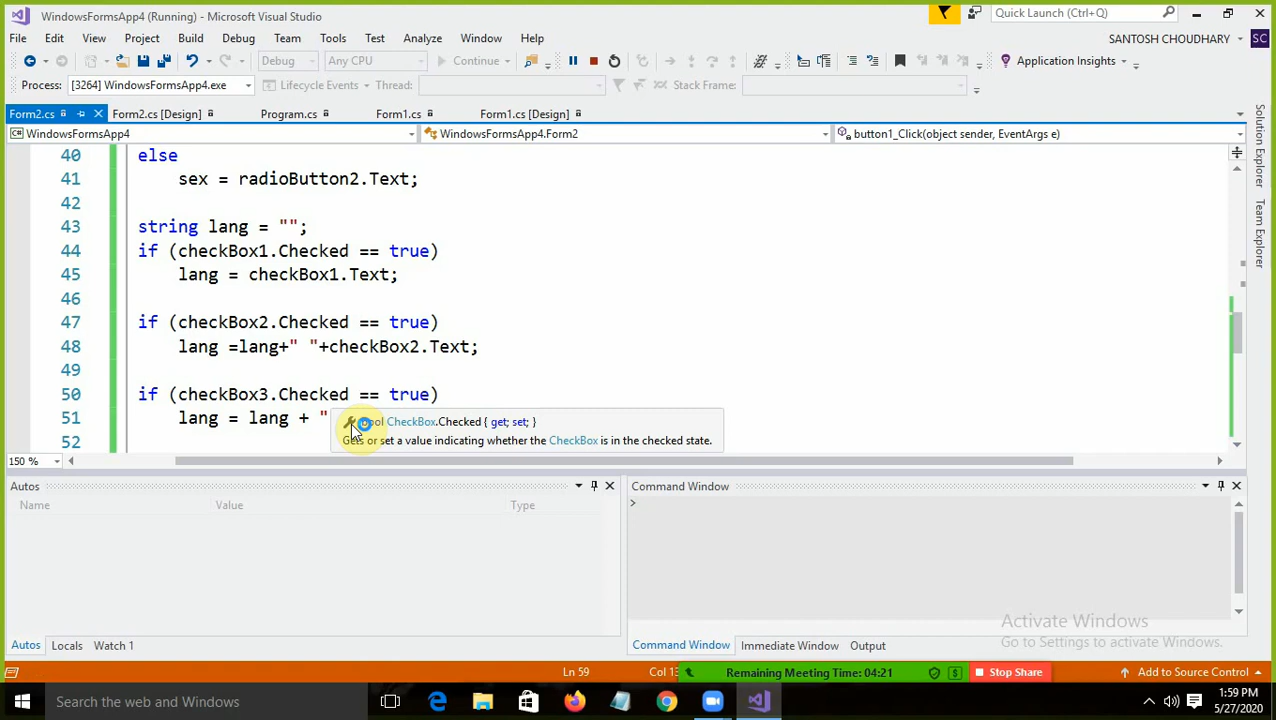 WindowsFormsApp4 (Running) - Microsoft Visual Studio
Quick Launch (Ctrl+Q)
File Edit View Project Build Debug Team Tools Test Analyze Window Help
SANTOSH CHOUDHARY SC
Debug Any CPU Continue Application Insights
Process: [3264] WindowsFormsApp4.exe Lifecycle Events Thread: Stack Frame:
Form2.cs Form2.cs [Design] Program.cs Form1.cs Form1.cs [Design]
WindowsFormsApp4 WindowsFormsApp4.Form2 button1_Click(object sender, EventArgs e)
40 else
41 sex = radioButton2.Text;
42
43 string lang = "";
44 if (checkBox1.Checked == true)
45 lang = checkBox1.Text;
46
47 if (checkBox2.Checked == true)
48 lang =lang+" "+checkBox2.Text;
49
50 if (checkBox3.Checked == true)
51 lang = lang + "
52
CheckBox.Checked { get; set; }
Gets or set a value indicating whether the CheckBox is in the checked state.
150 %
Solution Explorer
Team Explorer
Autos
Name Value Type
Command Window
>
Activate Windows
Go to Settings to activate Windows.
Autos Locals Watch 1
Command Window Immediate Window Output
Ln 59 Remaining Meeting Time: 04:21 Stop Share Add to Source Control
Search the web and Windows
1:59 PM
5/27/2020